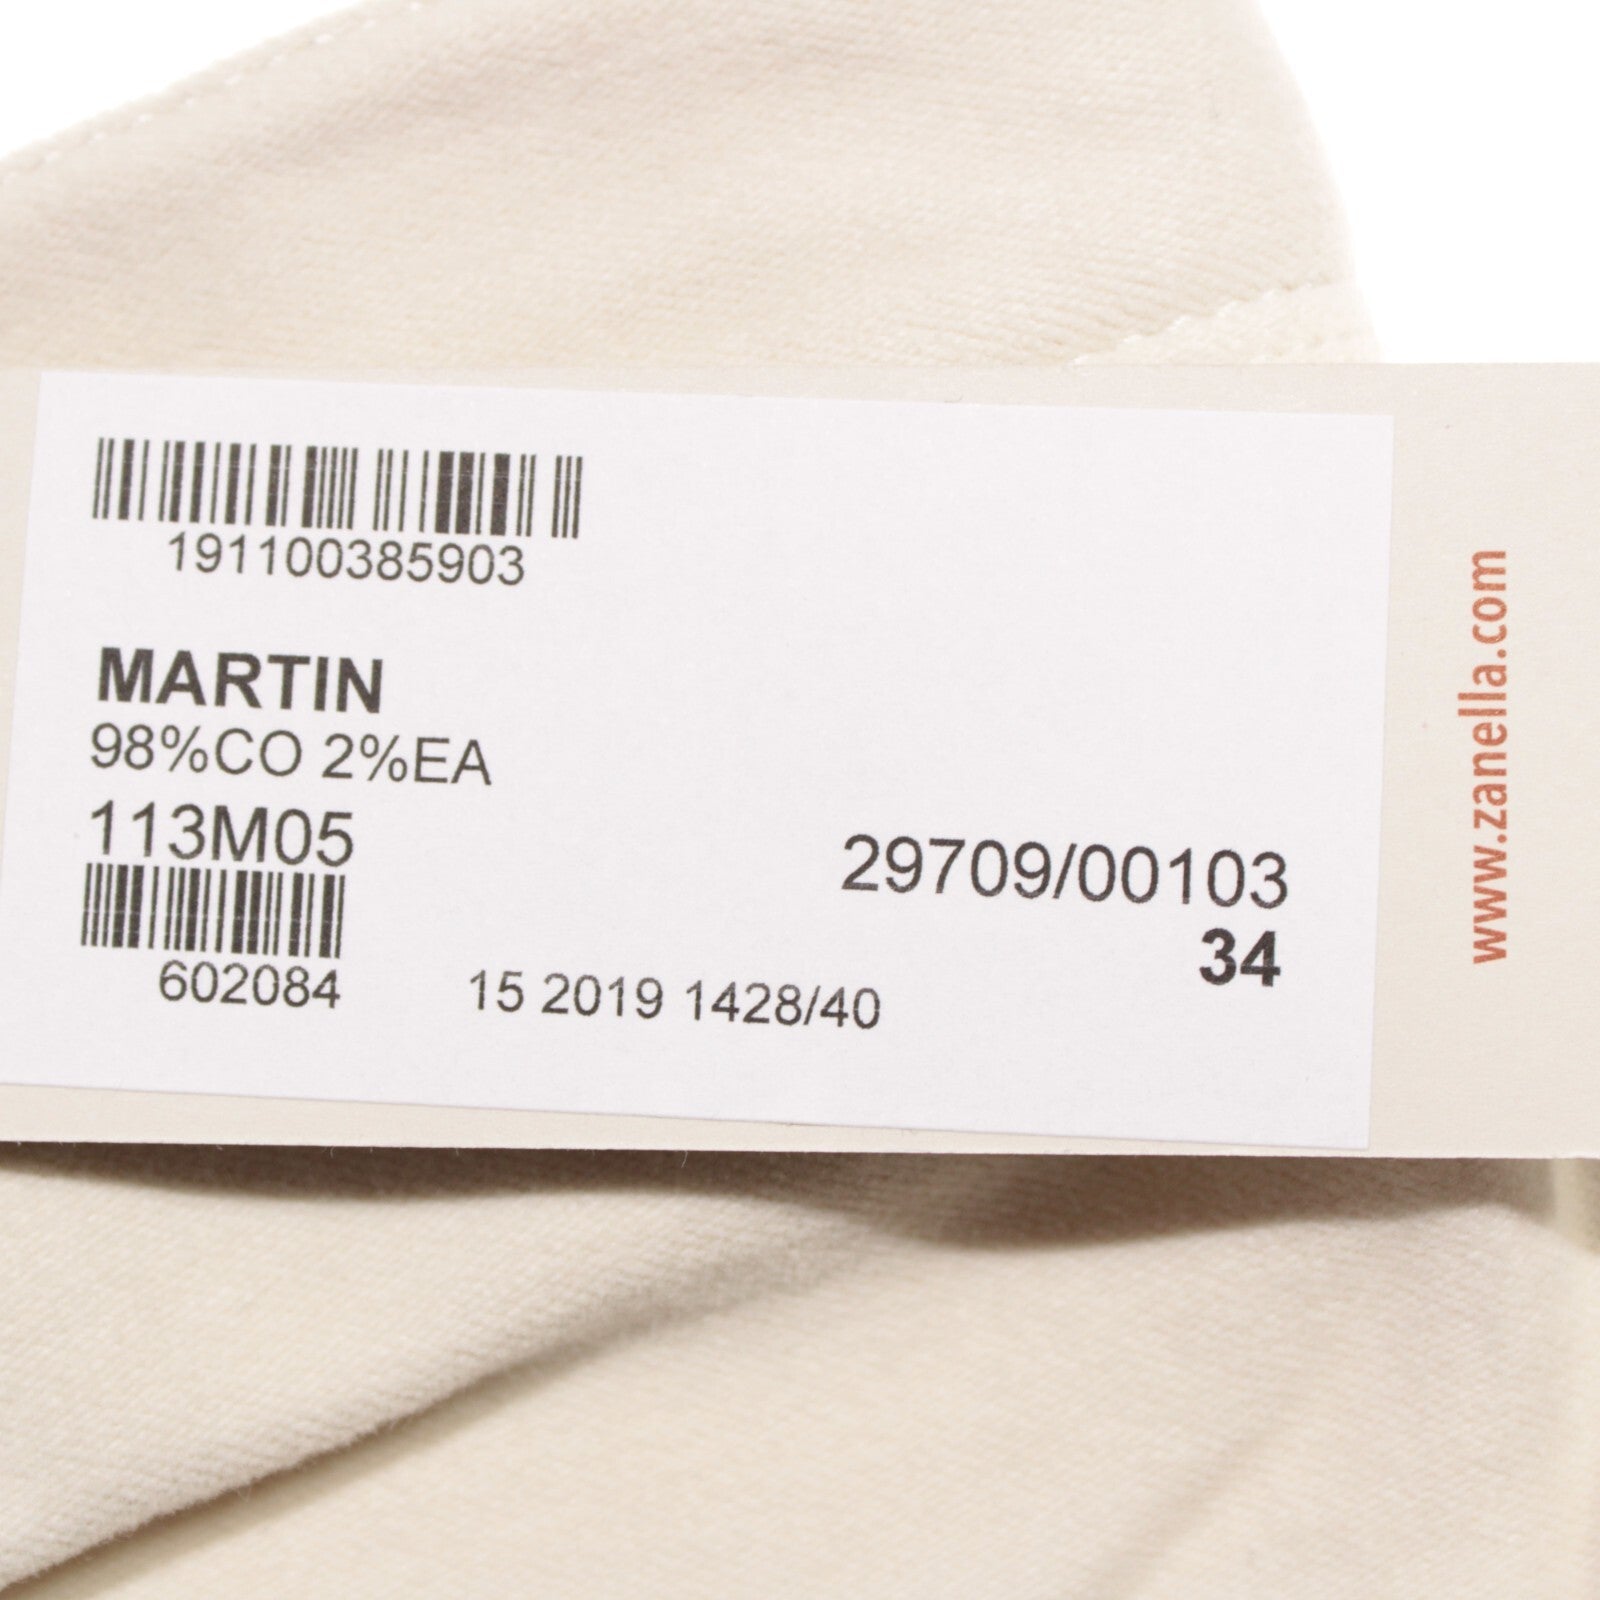 191100385903
MARTIN
98%CO 2%EA
113M05
29709/00103
34
602084
15 2019 1428/40
www.zanella.com